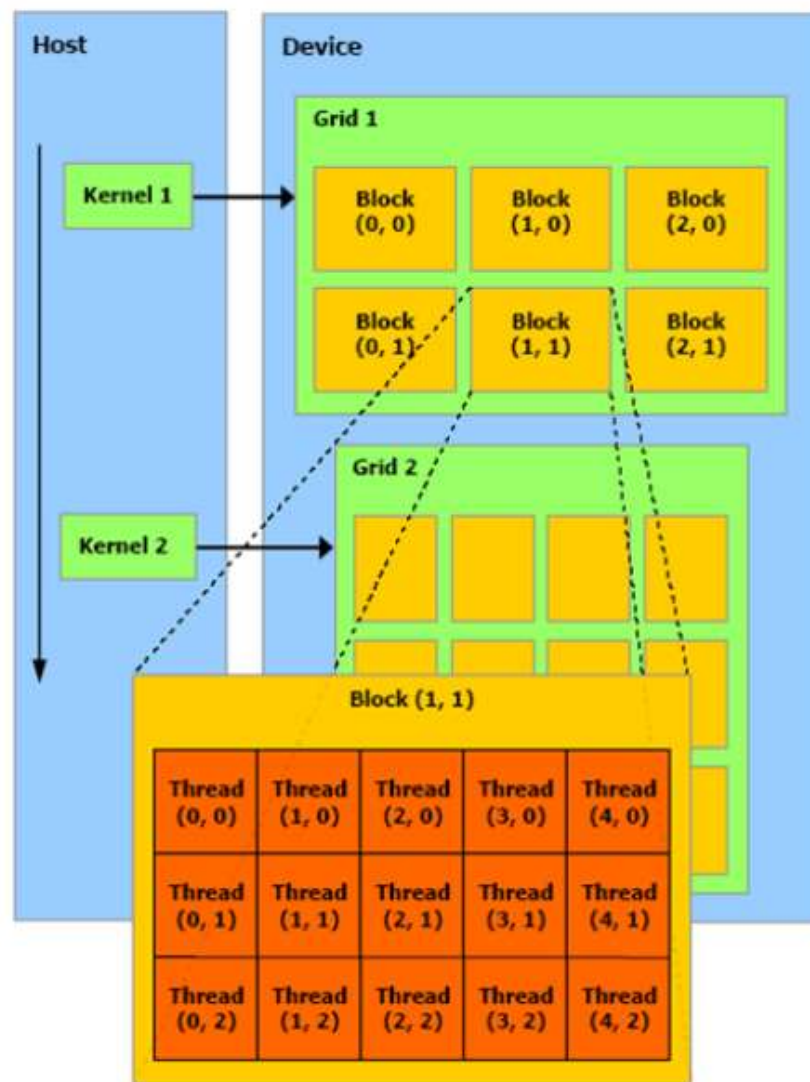 Host
Device
Grid 1
Kernel 1
Block Block Block
(0, 0) (1, 0) (2, 0)
Block Block Block
(0, 1) (1, 1) (2, 1)
Grid 2
Kernel 2
Block (1, 1)
Thread Thread Thread Thread Thread
(0, 0) (1, 0) (2, 0) (3, 0) (4, 0)
Thread Thread Thread Thread Thread
(0, 1) (1, 1) (2, 1) (3, 1) (4, 1)
Thread Thread Thread Thread Thread
(0, 2) (1, 2) (2, 2) (3, 2) (4, 2)